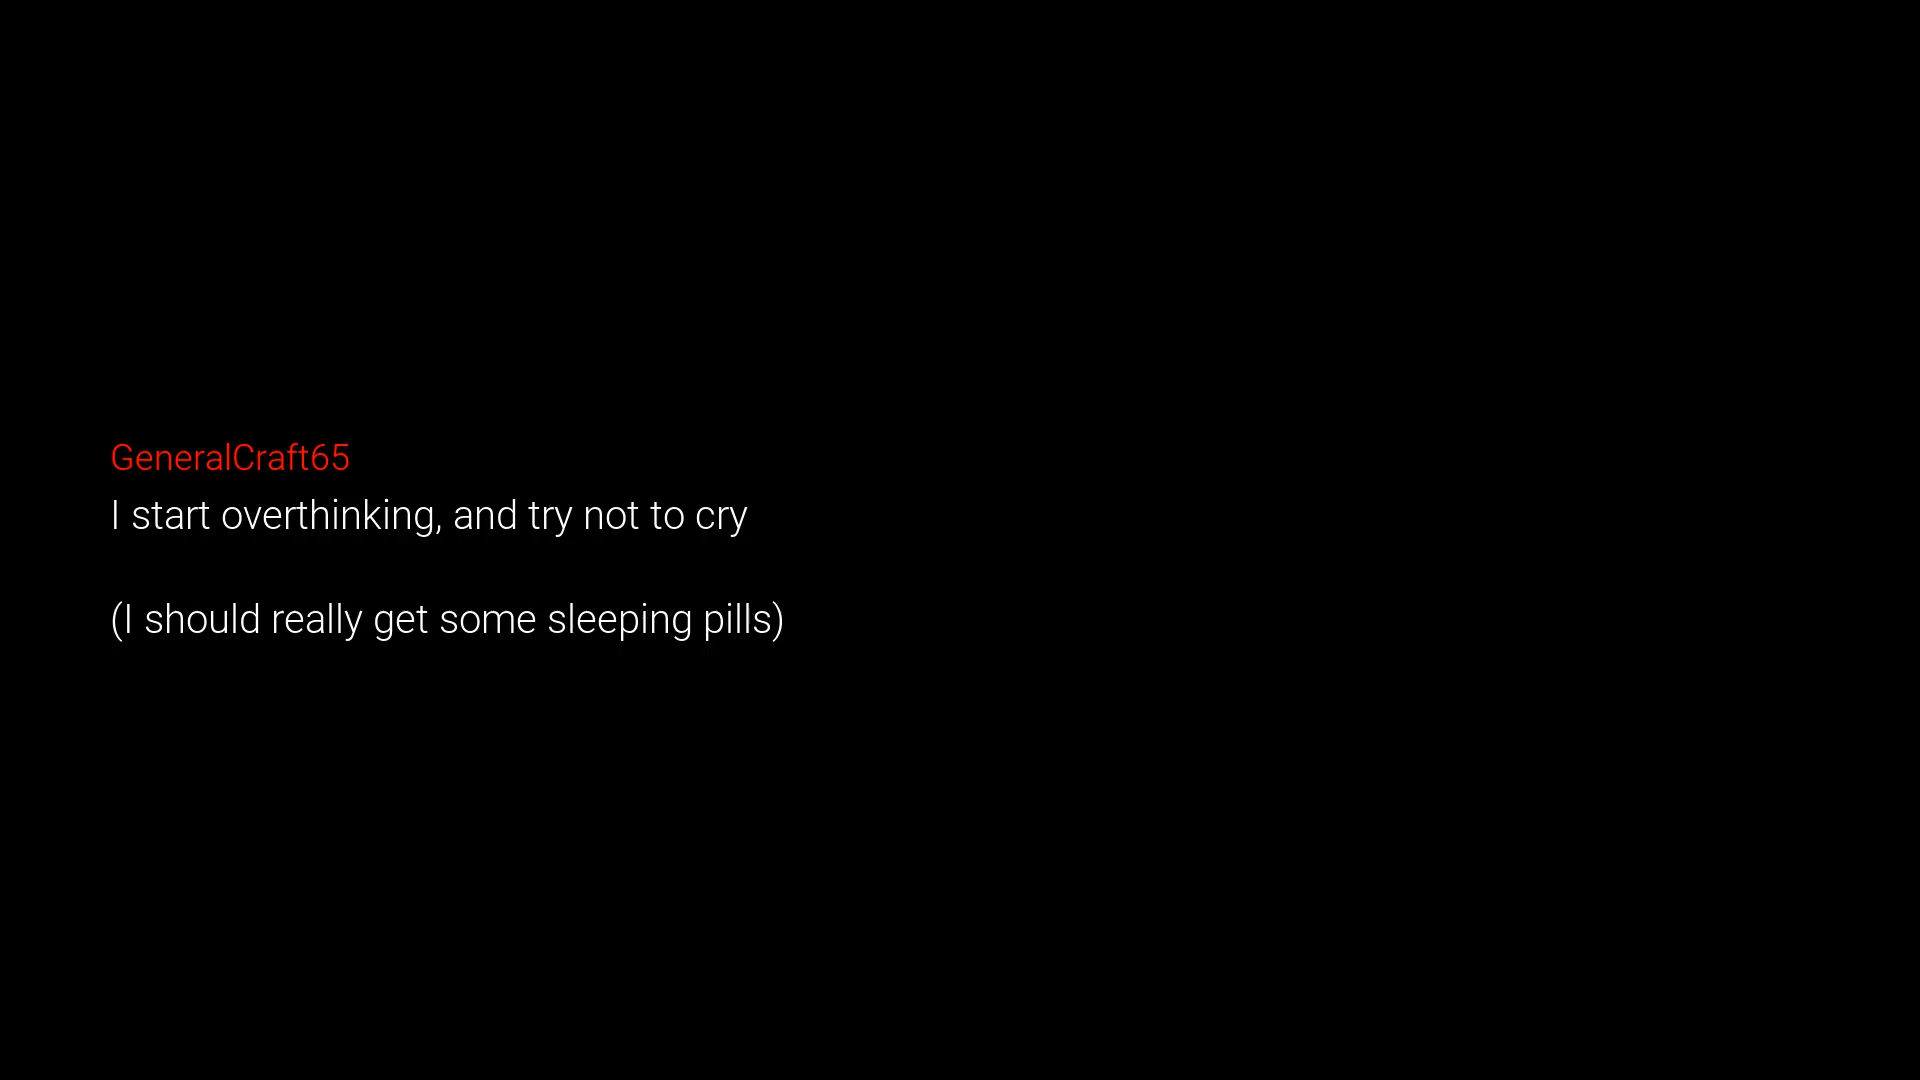 GeneralCraft65
I start overthinking, and try not to cry
(I should really get some sleeping pills)